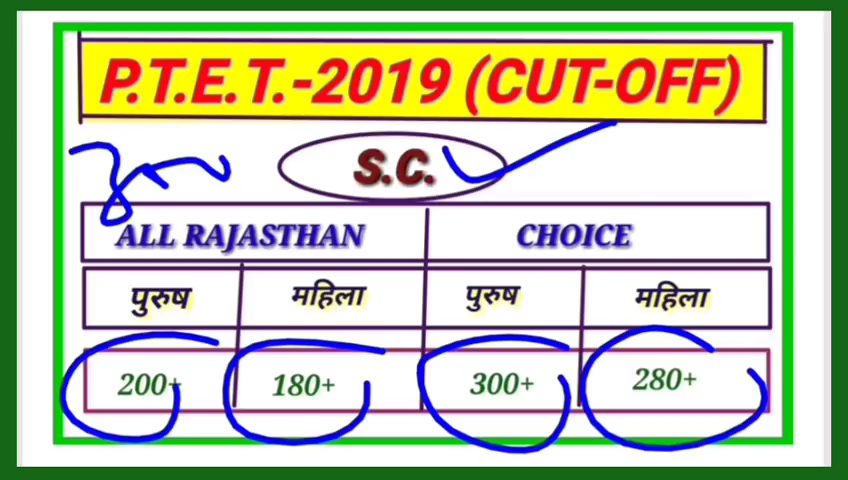 P.T.E.T.-2019 (CUT-OFF)
S.C.
ALL RAJASTHAN CHOICE
पुरुष महिला पुरुष महिला
200+ 180+ 300+ 280+